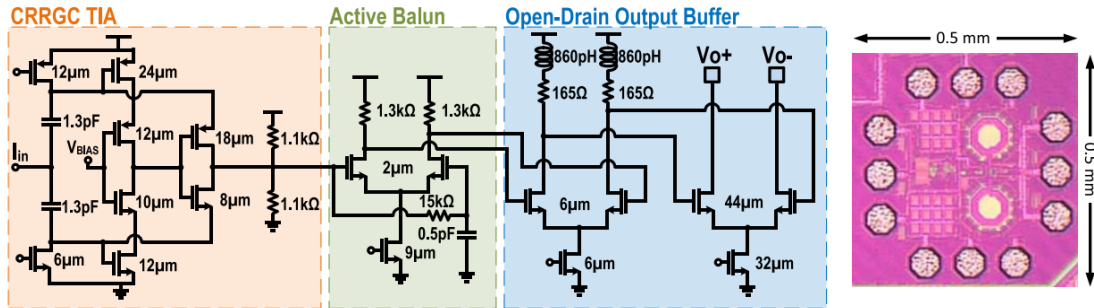 CRRGC TIA
Active Balun
Open-Drain Output Buffer
12μm
24μm
1.3pF
12μm
18μm
VBIAS
Iin
1.3pF
10μm
8μm
6μm
12μm
1.1kΩ
1.1kΩ
1.3kΩ
1.3kΩ
2μm
15kΩ
0.5pF
9μm
860pH
860pH
165Ω
165Ω
6μm
6μm
Vo+
Vo-
44μm
32μm
0.5 mm
0.5 mm